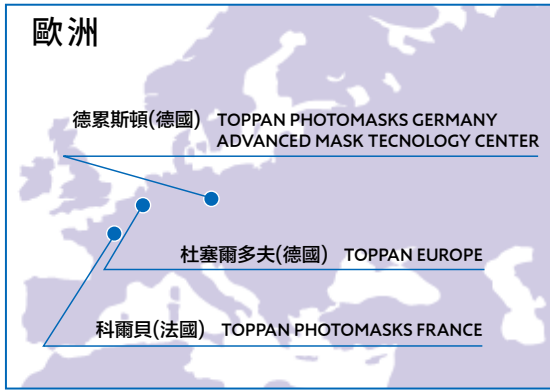 歐洲
德累斯頓(德國) TOPPAN PHOTOMASKS GERMANY
ADVANCED MASK TECNOLOGY CENTER
杜塞爾多夫(德國) TOPPAN EUROPE
科爾貝(法國) TOPPAN PHOTOMASKS FRANCE